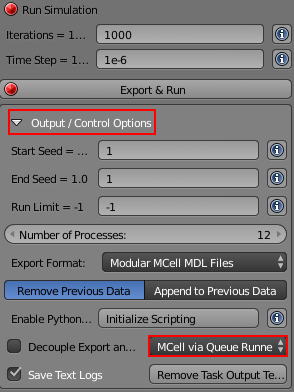 Run Simulation
Iterations = 1... 1000
Time Step = 1... 1e-6
Export & Run
Output / Control Options
Start Seed = ... 1
End Seed = 1.0 1
Run Limit = -1 -1
Number of Processes: 12
Export Format: Modular MCell MDL Files
Remove Previous Data Append to Previous Data
Enable Python... Initialize Scripting
Decouple Export an... MCell via Queue Runne
Save Text Logs Remove Task Output Te...